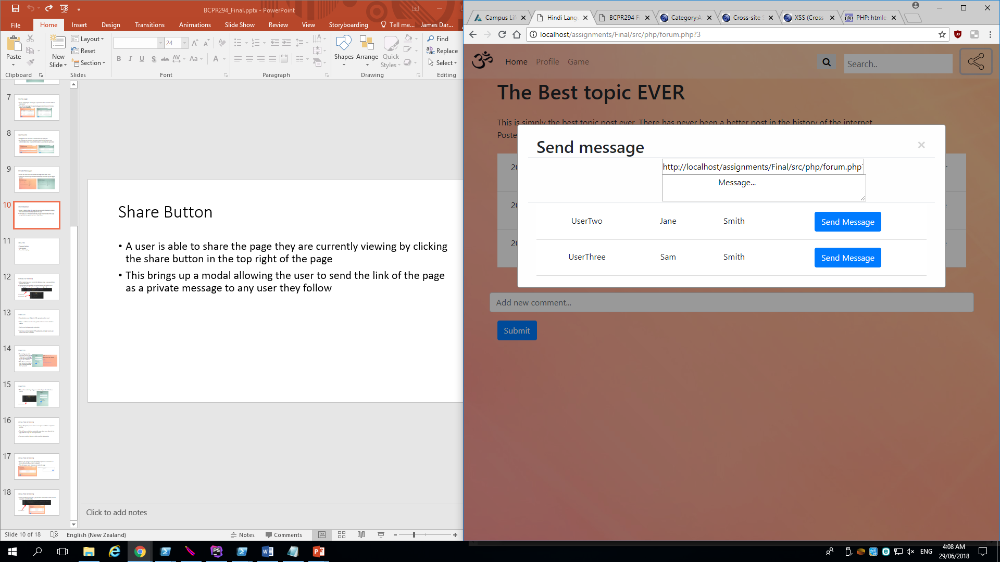 BCPR294_Final.pptx - PowerPoint
File Home Insert Design Transitions Animations Slide Show Review View Storyboarding Tell me... James Dar...
Paste
New
Slide
Layout
Reset
Section
24
Shapes
Arrange
Quick
Styles
Find
Replace
Select
Clipboard Slides Font Paragraph Drawing Editing
7
8
9
10
11
12
13
14
15
16
17
18
Share Button
• A user is able to share the page they are currently viewing by clicking
the share button in the top right of the page
• This brings up a modal allowing the user to send the link of the page
as a private message to any user they follow
Click to add notes
Slide 10 of 18 English (New Zealand) Notes Comments
Campus Lif
Hindi Lang
BCPR294 Fi
Category:A
Cross-site S
XSS (Cross
PHP: htmle
localhost/assignments/Final/src/php/forum.php?3
Home Profile Game
Search..
The Best topic EVER
This is simply the best topic post ever. There has never been a better post in the history of the internet
Poste
Send message
×
http://localhost/assignments/Final/src/php/forum.php
Message...
UserTwo Jane Smith Send Message
UserThree Sam Smith Send Message
20
20
20
Add new comment...
Submit
ENG
4:08 AM
29/06/2018